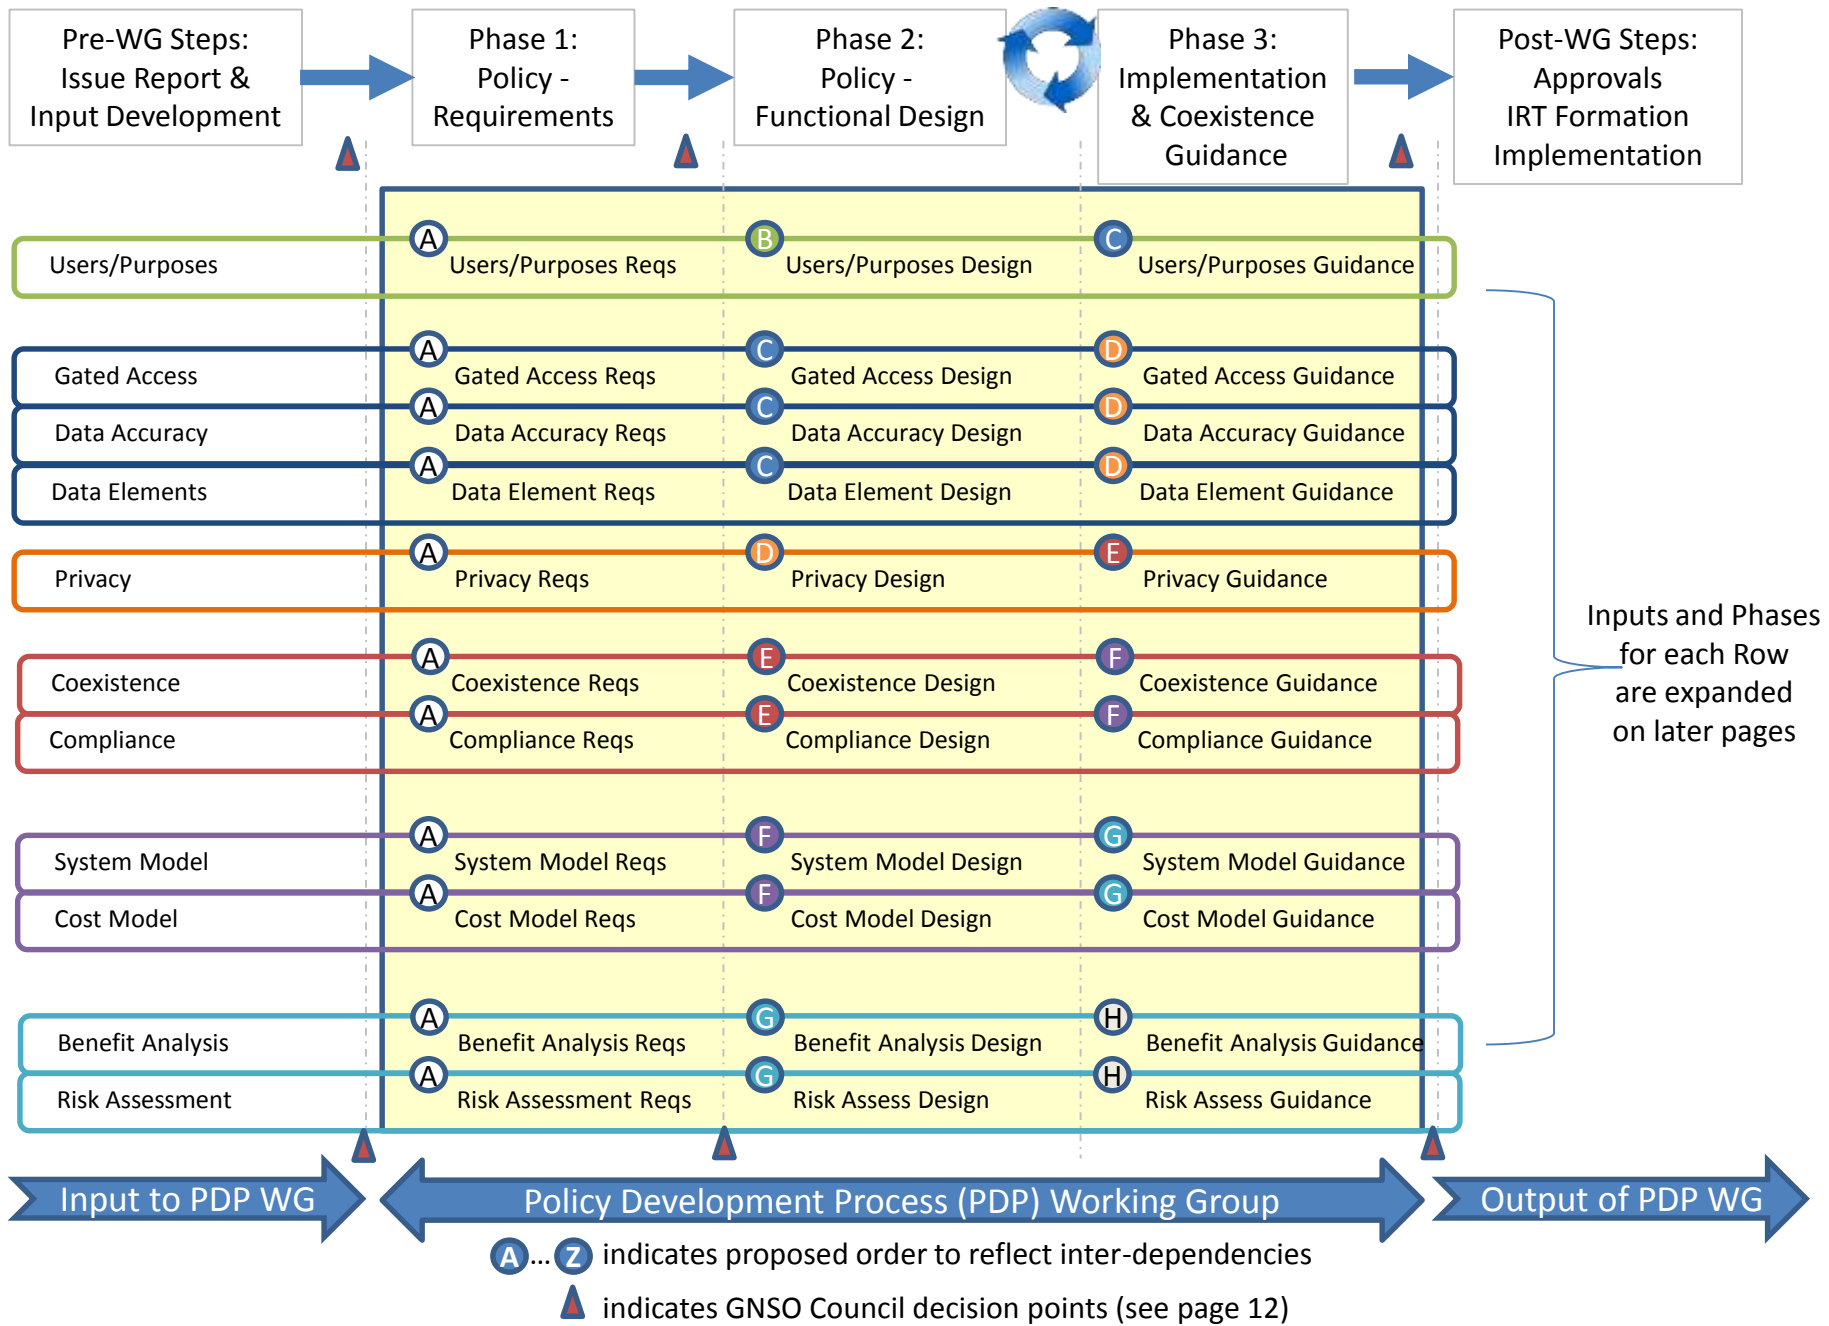 Pre-WG Steps:
Issue Report &
Input Development
Phase 1:
Policy -
Requirements
Phase 2:
Policy -
Functional Design
Phase 3:
Implementation
& Coexistence
Guidance
Post-WG Steps:
Approvals
IRT Formation
Implementation
A B C
Users/Purposes Users/Purposes Reqs Users/Purposes Design Users/Purposes Guidance
A C D
Gated Access Gated Access Reqs Gated Access Design Gated Access Guidance
A C D
Data Accuracy Data Accuracy Reqs Data Accuracy Design Data Accuracy Guidance
A C D
Data Elements Data Element Reqs Data Element Design Data Element Guidance
A D E
Privacy Privacy Reqs Privacy Design Privacy Guidance
A E F
Coexistence Coexistence Reqs Coexistence Design Coexistence Guidance
A E F
Compliance Compliance Reqs Compliance Design Compliance Guidance
A F G
System Model System Model Reqs System Model Design System Model Guidance
A F G
Cost Model Cost Model Reqs Cost Model Design Cost Model Guidance
A G H
Benefit Analysis Benefit Analysis Reqs Benefit Analysis Design Benefit Analysis Guidance
A G H
Risk Assessment Risk Assessment Reqs Risk Assess Design Risk Assess Guidance
Inputs and Phases
for each Row
are expanded
on later pages
Input to PDP WG
Policy Development Process (PDP) Working Group
Output of PDP WG
A ... Z indicates proposed order to reflect inter-dependencies
indicates GNSO Council decision points (see page 12)